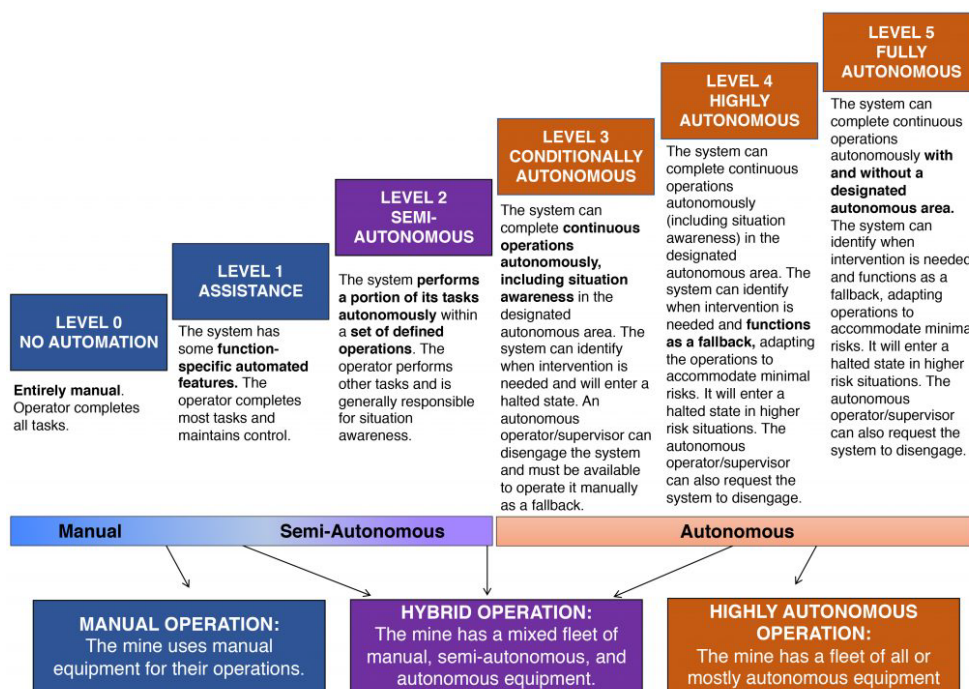 LEVEL 0
NO AUTOMATION
Entirely manual.
Operator completes
all tasks.
LEVEL 1
ASSISTANCE
The system has
some function-
specific automated
features. The
operator completes
most tasks and
maintains control.
LEVEL 2
SEMI-
AUTONOMOUS
The system performs
a portion of its tasks
autonomously within
a set of defined
operations. The
operator performs
other tasks and is
generally responsible
for situation
awareness.
LEVEL 3
CONDITIONALLY
AUTONOMOUS
The system can
complete continuous
operations
autonomously,
including situation
awareness in the
designated
autonomous area. The
system can identify
when intervention is
needed and will enter a
halted state. An
autonomous
operator/supervisor can
disengage the system
and must be available
to operate it manually
as a fallback.
LEVEL 4
HIGHLY
AUTONOMOUS
The system can
complete continuous
operations
autonomously
(including situation
awareness) in the
designated
autonomous area. The
system can identify
when intervention is
needed and functions
as a fallback, adapting
the operations to
accommodate minimal
risks. It will enter a
halted state in higher
risk situations. The
autonomous
operator/supervisor
can also request the
system to disengage.
LEVEL 5
FULLY
AUTONOMOUS
The system can
complete continuous
operations
autonomously with
and without a
designated
autonomous area.
The system can
identify when
intervention is needed
and functions as a
fallback, adapting
operations to
accommodate minimal
risks. It will enter a
halted state in higher
risk situations. The
autonomous
operator/supervisor
can also request the
system to disengage.
Manual
Semi-Autonomous
Autonomous
MANUAL OPERATION:
The mine uses manual
equipment for their operations.
HYBRID OPERATION:
The mine has a mixed fleet of
manual, semi-autonomous, and
autonomous equipment.
HIGHLY AUTONOMOUS
OPERATION:
The mine has a fleet of all or
mostly autonomous equipment